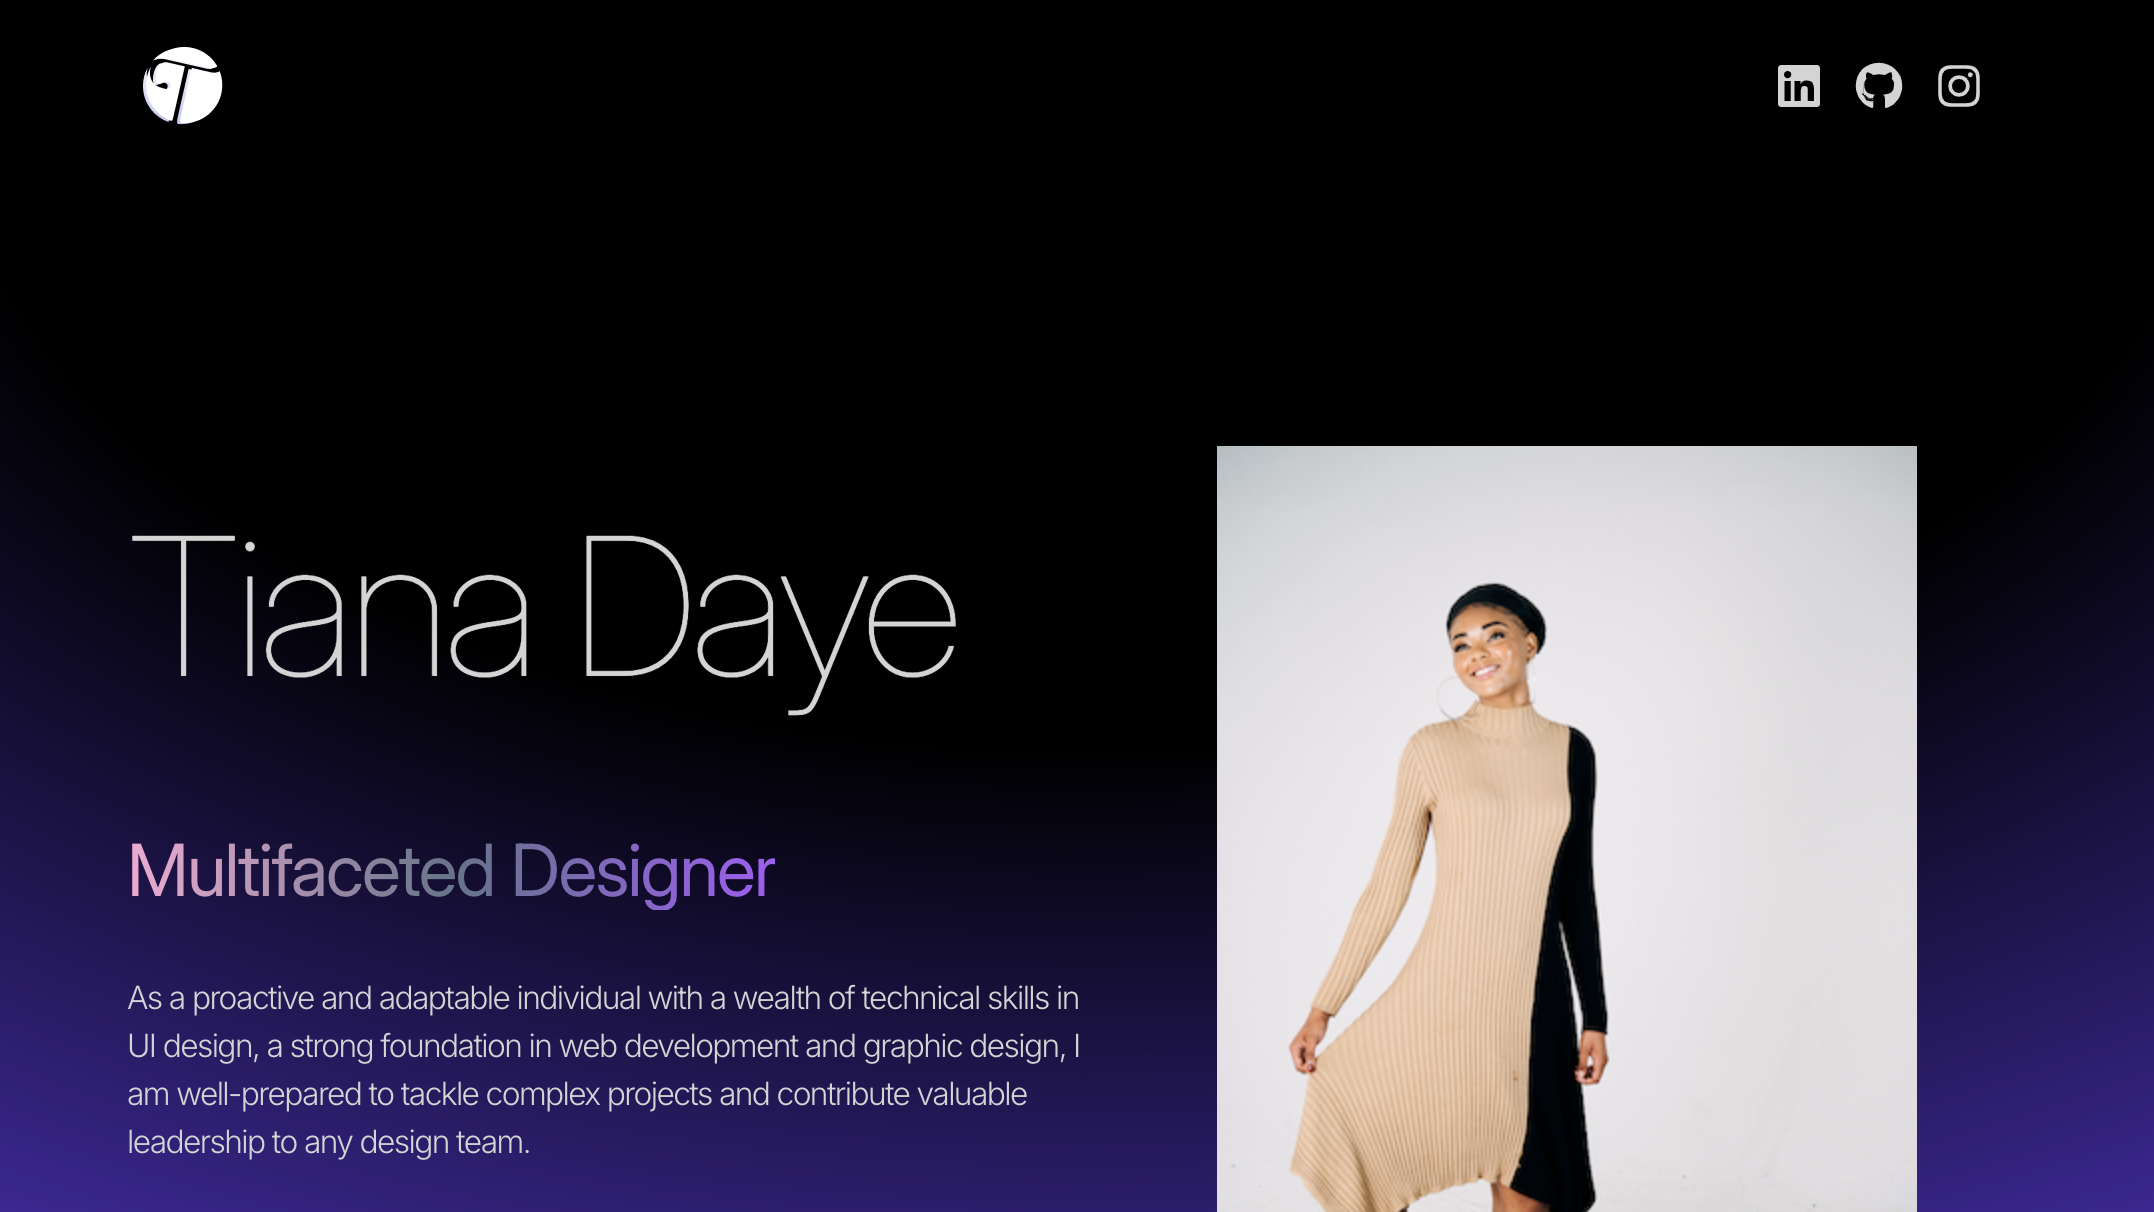 Tiana Daye
Multifaceted Designer
As a proactive and adaptable individual with a wealth of technical skills in
UI design, a strong foundation in web development and graphic design, I
am well-prepared to tackle complex projects and contribute valuable
leadership to any design team.